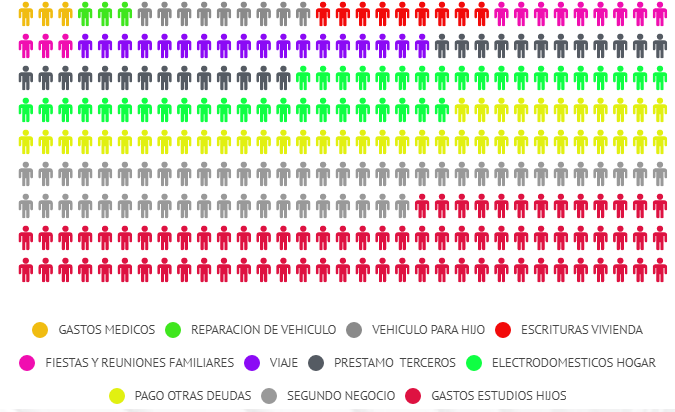 GASTOS MEDICOS REPARACION DE VEHICULO VEHICULO PARA HIJO ESCRITURAS VIVIENDA
FIESTAS Y REUNIONES FAMILIARES VIAJE PRESTAMO TERCEROS ELECTRODOMESTICOS HOGAR
PAGO OTRAS DEUDAS SEGUNDO NEGOCIO GASTOS ESTUDIOS HIJOS